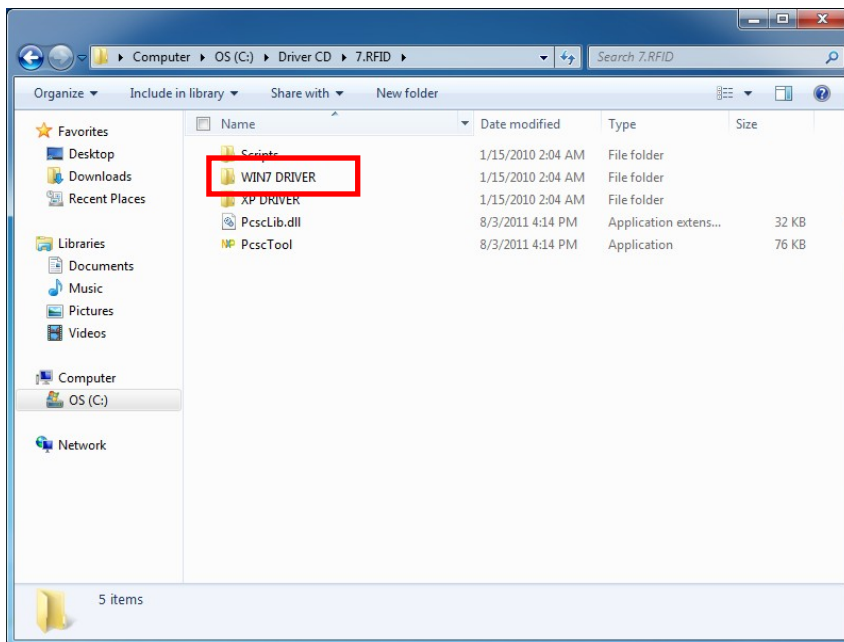 Computer OS (C:) Driver CD 7.RFID Search 7.RFID
Organize Include in library Share with New folder
Name Date modified Type Size
Scripts 1/15/2010 2:04 AM File folder
WIN7 DRIVER 1/15/2010 2:04 AM File folder
XP DRIVER 1/15/2010 2:04 AM File folder
PcscLib.dll 8/3/2011 4:14 PM Application extens... 32 KB
NXP PcscTool 8/3/2011 4:14 PM Application 76 KB
Favorites
Desktop
Downloads
Recent Places
Libraries
Documents
Music
Pictures
Videos
Computer
OS (C:)
Network
5 items